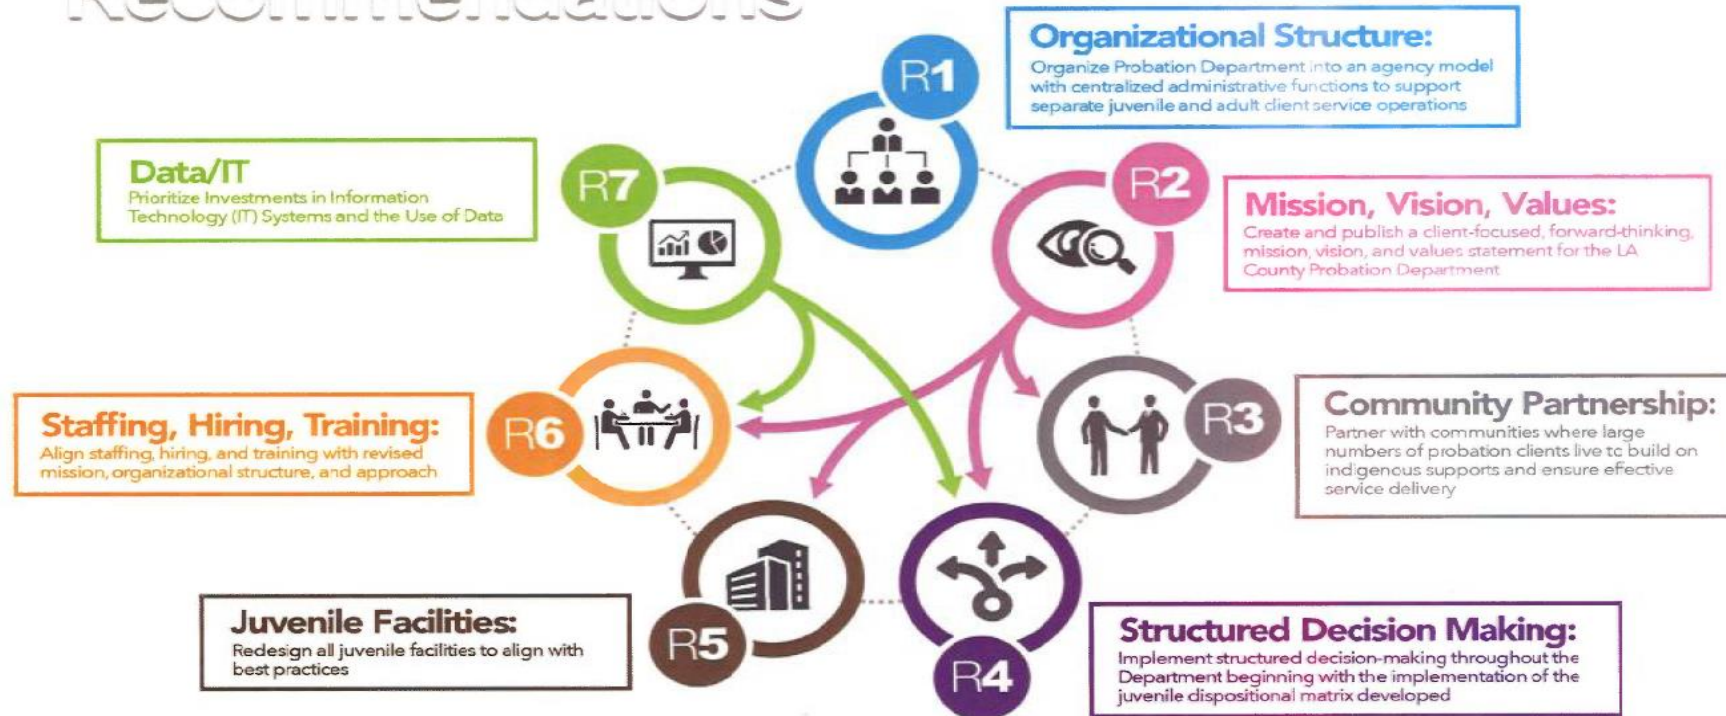 Recommendations
R1
Organizational Structure:
Organize Probation Department into an agency model
with centralized administrative functions to support
separate juvenile and adult client service operations
R2
Mission, Vision, Values:
Create and publish a client-focused, forward-thinking,
mission, vision, and values statement for the LA
County Probation Department
R3
Community Partnership:
Partner with communities where large
numbers of probation clients live to build on
indigenous supports and ensure effective
service delivery
R4
Structured Decision Making:
Implement structured decision-making throughout the
Department beginning with the implementation of the
juvenile dispositional matrix developed
R5
Juvenile Facilities:
Redesign all juvenile facilities to align with
best practices
R6
Staffing, Hiring, Training:
Align staffing, hiring, and training with revised
mission, organizational structure, and approach
R7
Data/IT
Prioritize Investments in Information
Technology (IT) Systems and the Use of Data